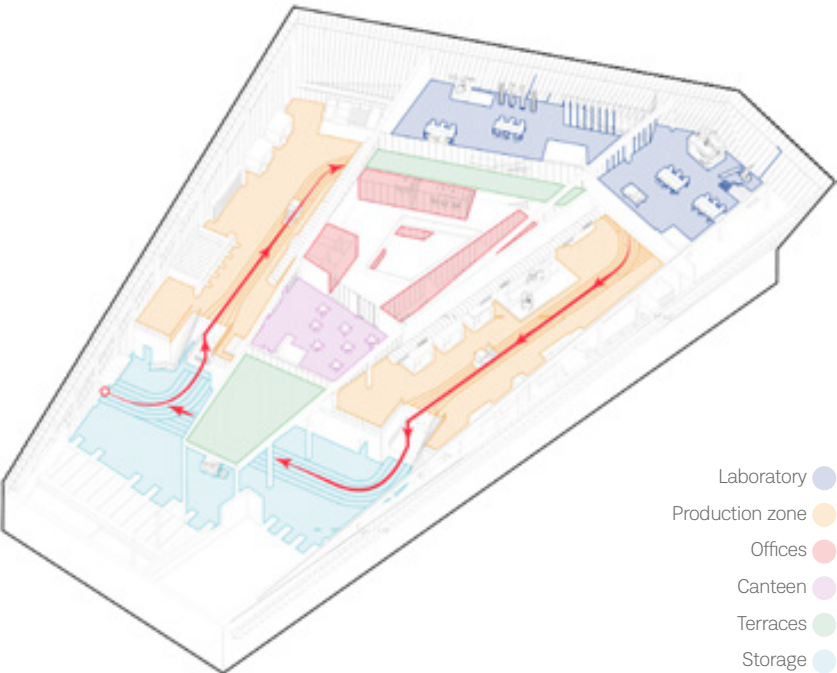 Laboratory
Production zone
Offices
Canteen
Terraces
Storage